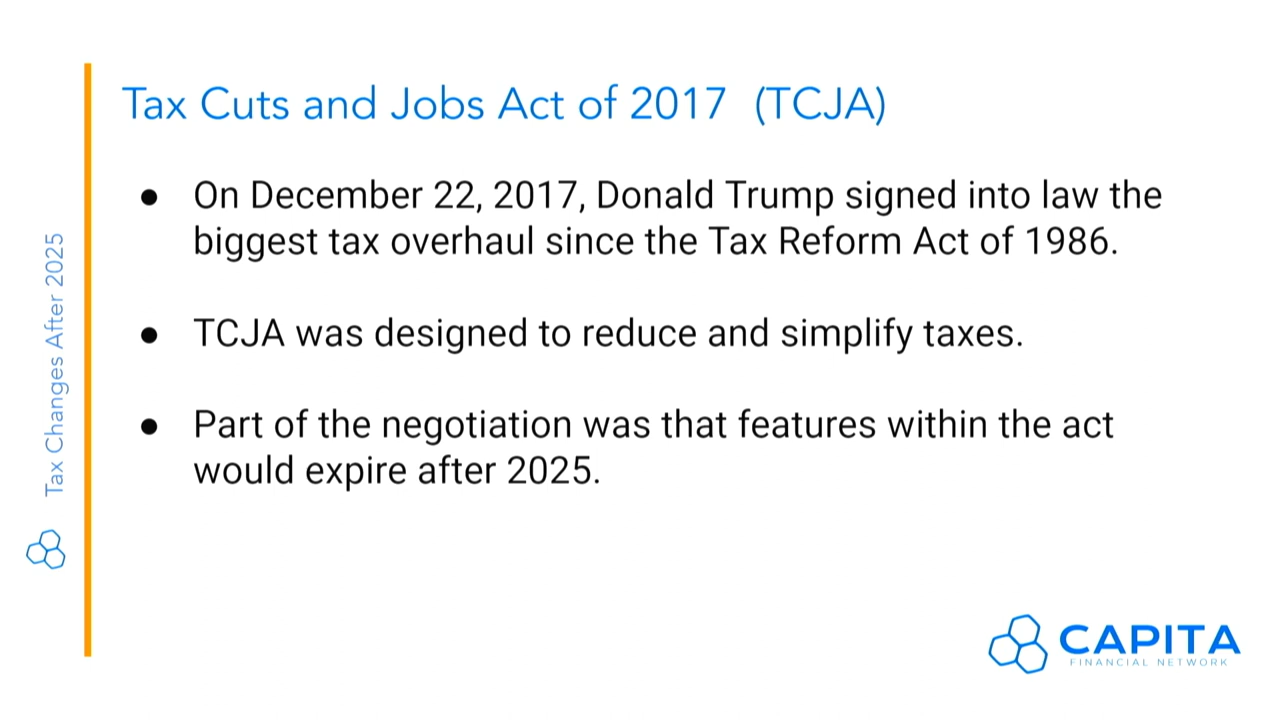 Tax Cuts and Jobs Act of 2017 (TCJA)
● On December 22, 2017, Donald Trump signed into law the
biggest tax overhaul since the Tax Reform Act of 1986.
● TCJA was designed to reduce and simplify taxes.
● Part of the negotiation was that features within the act
would expire after 2025.
Tax Changes After 2025
CAPITA
FINANCIAL NETWORK